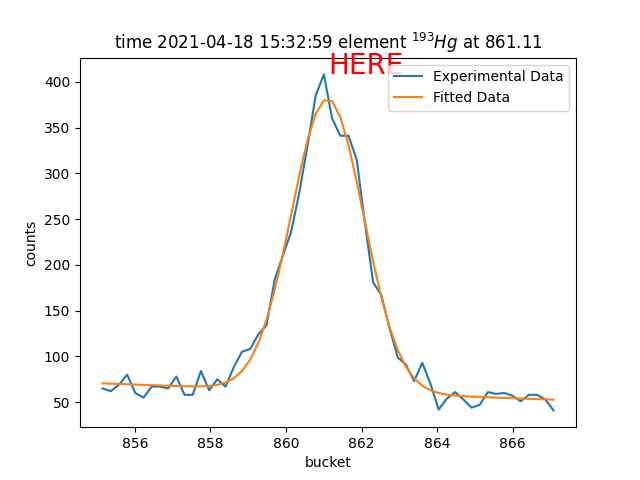 time 2021-04-18 15:32:59 element ¹⁹³Hg at 861.11
HERE
Experimental Data
Fitted Data
400
350
300
250
200
150
100
50
counts
856 858 860 862 864 866
bucket